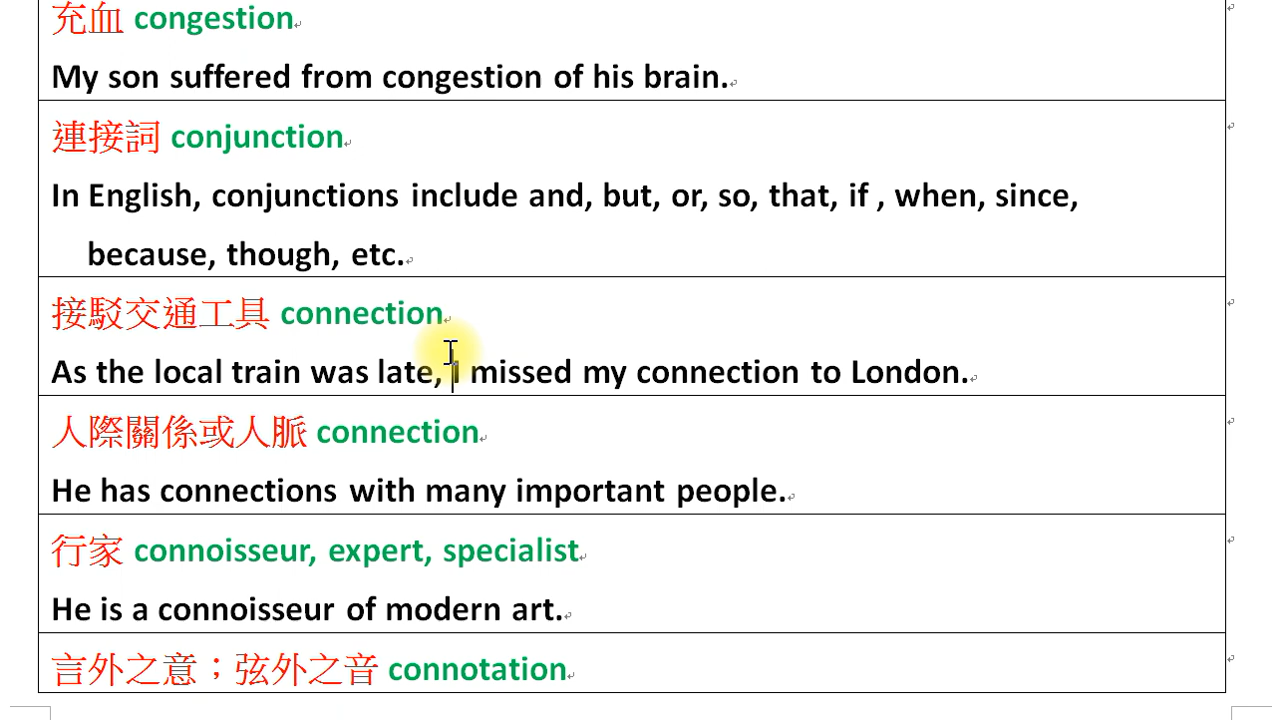 充血 congestion
My son suffered from congestion of his brain.
連接詞 conjunction
In English, conjunctions include and, but, or, so, that, if , when, since,
because, though, etc.
接駁交通工具 connection
As the local train was late, I missed my connection to London.
人際關係或人脈 connection
He has connections with many important people.
行家 connoisseur, expert, specialist
He is a connoisseur of modern art.
言外之意；弦外之音 connotation